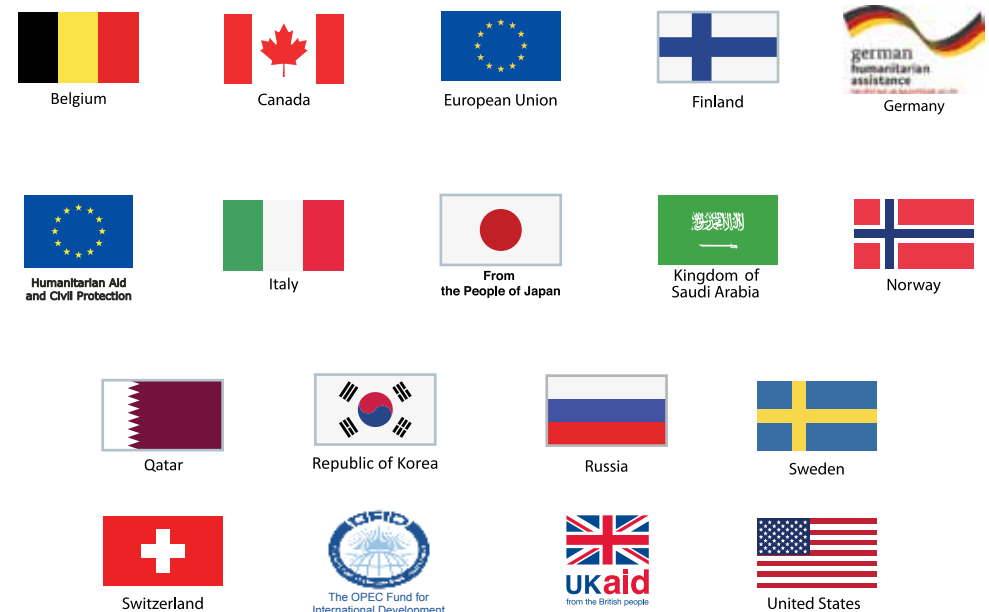 Belgium
Canada
European Union
Finland
german
humanitarian
assistance
Germany
Humanitarian Aid
and Civil Protection
Italy
From
the People of Japan
Kingdom of
Saudi Arabia
Norway
Qatar
Republic of Korea
Russia
Sweden
Switzerland
OFID
The OPEC Fund for
International Development
UKaid
from the British people
United States